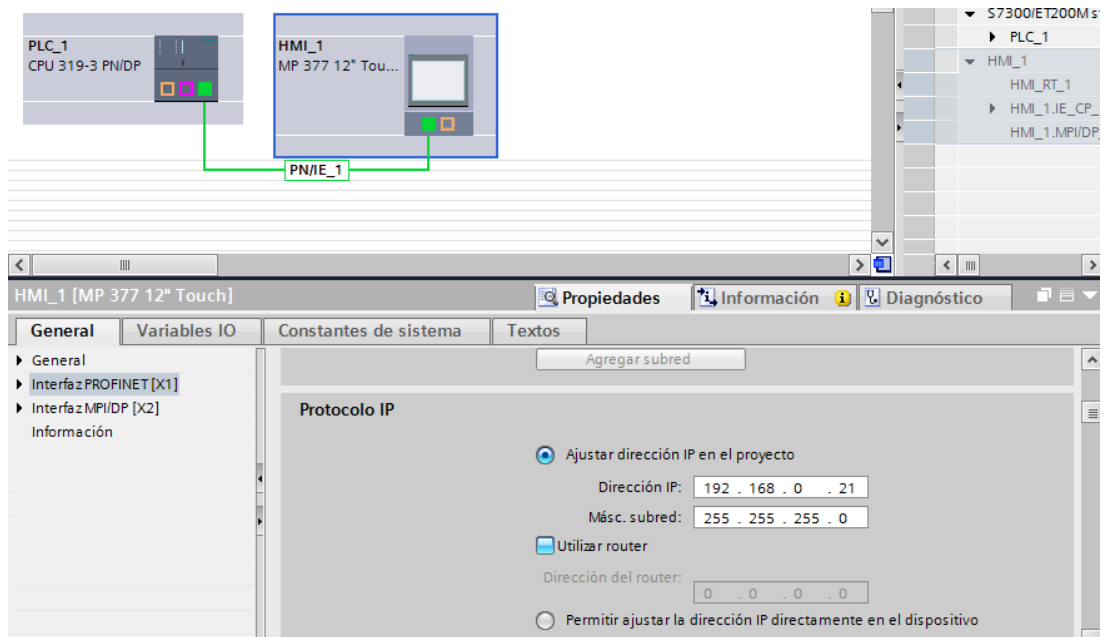 PLC_1
CPU 319-3 PN/DP
HMI_1
MP 377 12" Tou...
PN/IE_1
S7300/ET200M
PLC_1
HMI_1
HMI_RT_1
HMI_1.IE_CP_
HMI_1.MPI/DP
HMI_1 [MP 377 12" Touch]
Propiedades
Información
Diagnóstico
General
Variables IO
Constantes de sistema
Textos
General
Interfaz PROFINET [X1]
Interfaz MPI/DP [X2]
Información
Agregar subred
Protocolo IP
Ajustar dirección IP en el proyecto
Dirección IP: 192 . 168 . 0 . 21
Másc. subred: 255 . 255 . 255 . 0
Utilizar router
Dirección del router: 0 . 0 . 0 . 0
Permitir ajustar la dirección IP directamente en el dispositivo